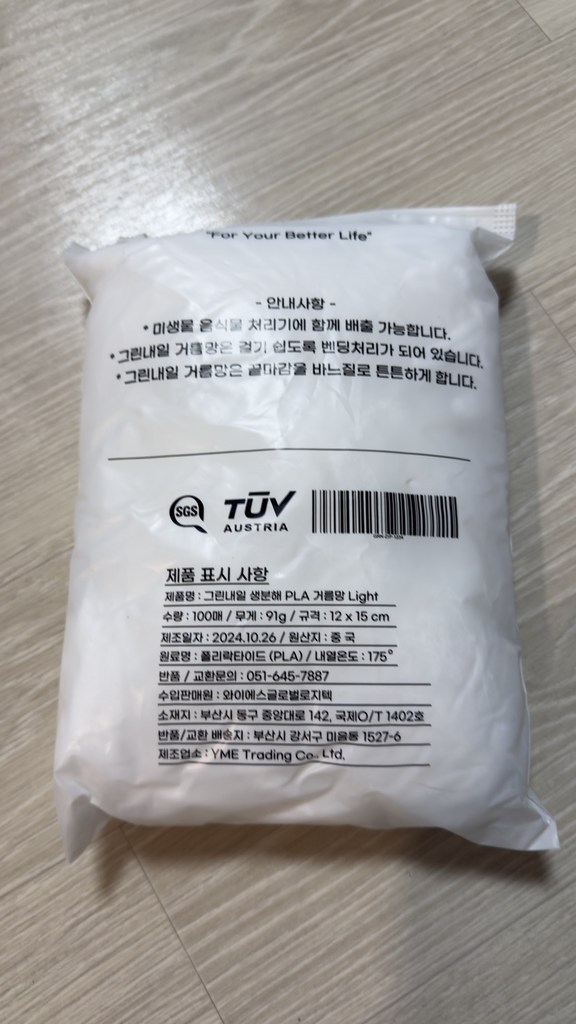 "For Your Better Life"
- 안내사항 -
* 미생물 음식물 처리기에 함께 배출 가능합니다.
* 그린내일 거름망은 걸기 쉽도록 벤딩처리가 되어 있습니다.
* 그린내일 거름망은 끝마감을 바느질로 튼튼하게 합니다.
SGS
TÜV
AUSTRIA
제품 표시 사항
제품명 : 그린내일 생분해 PLA 거름망 Light
수량 : 100매 / 무게 : 91g / 규격 : 12 x 15 cm
제조일자 : 2024.10.26 / 원산지 : 중 국
원료명 : 폴리락타이드 (PLA) / 내열온도 : 175°
반품 / 교환문의 : 051-645-7887
수입판매원 : 와이에스글로벌로지텍
소재지 : 부산시 동구 중앙대로 142, 국제O/T 1402호
반품/교환 배송지 : 부산시 강서구 미음동 1527-6
제조업소 : YME Trading Co., Ltd.